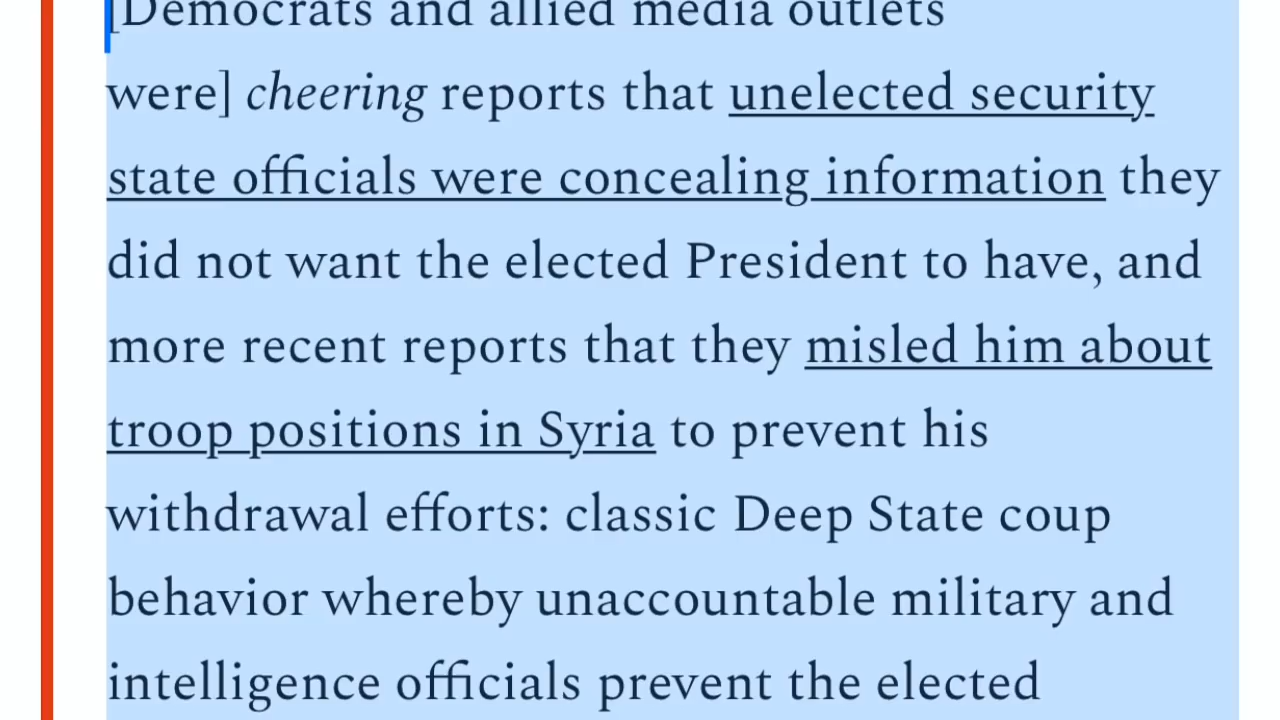 [Democrats and allied media outlets
were] cheering reports that unelected security
state officials were concealing information they
did not want the elected President to have, and
more recent reports that they misled him about
troop positions in Syria to prevent his
withdrawal efforts: classic Deep State coup
behavior whereby unaccountable military and
intelligence officials prevent the elected